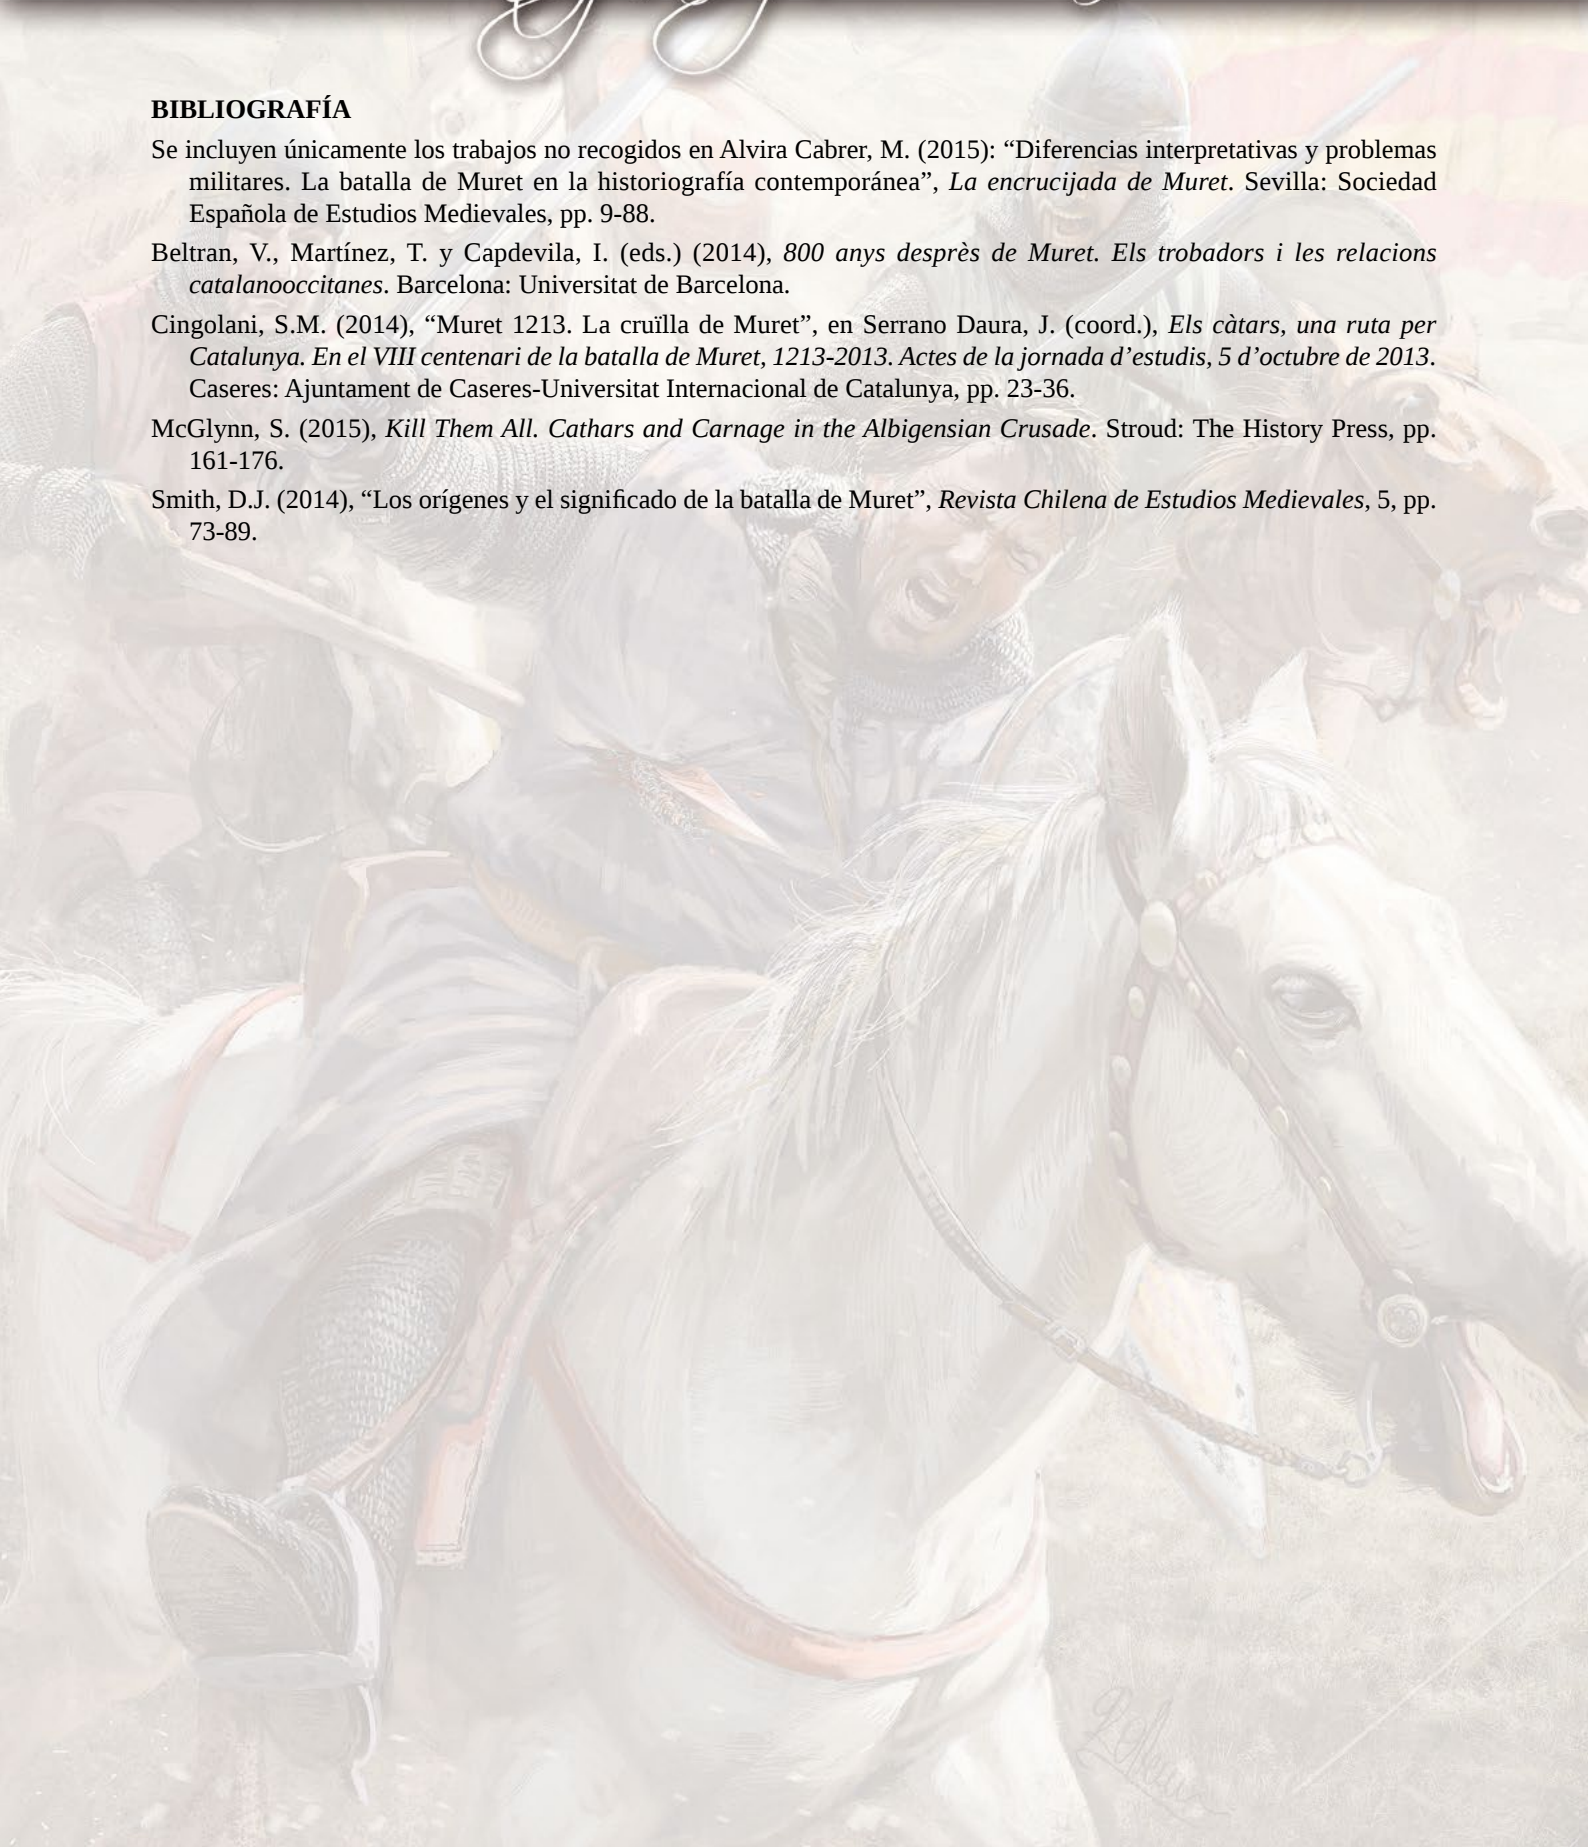 BIBLIOGRAFÍA
Se incluyen únicamente los trabajos no recogidos en Alvira Cabrer, M. (2015): “Diferencias interpretativas y problemas
militares. La batalla de Muret en la historiografía contemporánea”, La encrucijada de Muret. Sevilla: Sociedad
Española de Estudios Medievales, pp. 9-88.
Beltran, V., Martínez, T. y Capdevila, I. (eds.) (2014), 800 anys desprès de Muret. Els trobadors i les relacions
catalanooccitanes. Barcelona: Universitat de Barcelona.
Cingolani, S.M. (2014), “Muret 1213. La cruïlla de Muret”, en Serrano Daura, J. (coord.), Els càtars, una ruta per
Catalunya. En el VIII centenari de la batalla de Muret, 1213-2013. Actes de la jornada d’estudis, 5 d’octubre de 2013.
Caseres: Ajuntament de Caseres-Universitat Internacional de Catalunya, pp. 23-36.
McGlynn, S. (2015), Kill Them All. Cathars and Carnage in the Albigensian Crusade. Stroud: The History Press, pp.
161-176.
Smith, D.J. (2014), “Los orígenes y el significado de la batalla de Muret”, Revista Chilena de Estudios Medievales, 5, pp.
73-89.